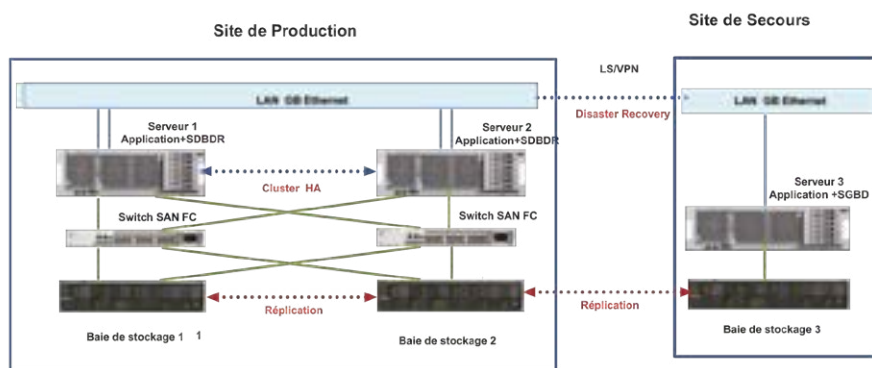 Site de Production
Site de Secours
LAN GB Ethernet
LS/VPN
LAN GB Ethernet
Disaster Recovery
Serveur 1
Application+SDBDR
Serveur 2
Application+SDBDR
Cluster HA
Serveur 3
Application +SGBD
Switch SAN FC
Switch SAN FC
Réplication
Réplication
Baie de stockage 1 1
Baie de stockage 2
Baie de stockage 3